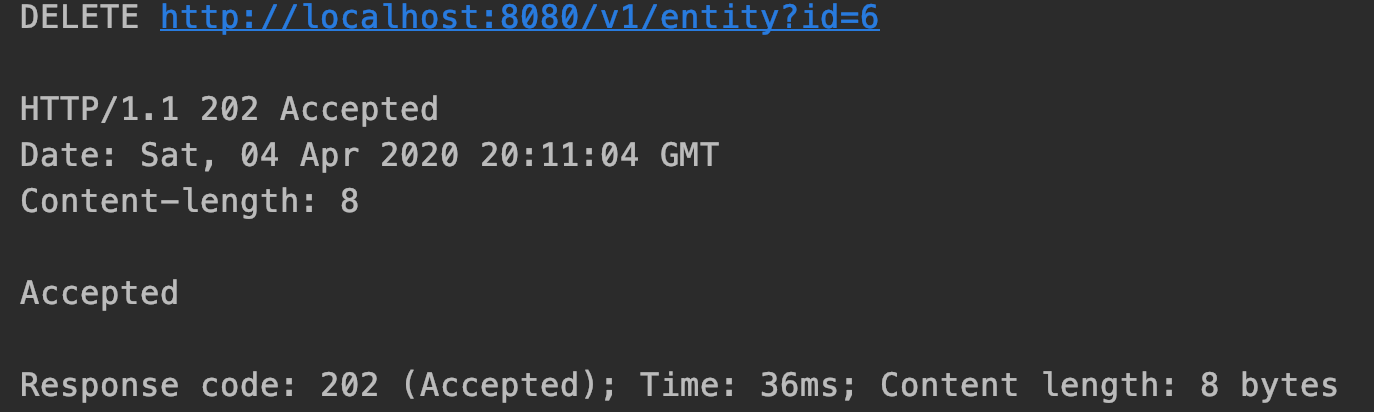 DELETE http://localhost:8080/v1/entity?id=6
HTTP/1.1 202 Accepted
Date: Sat, 04 Apr 2020 20:11:04 GMT
Content-length: 8
Accepted
Response code: 202 (Accepted); Time: 36ms; Content length: 8 bytes